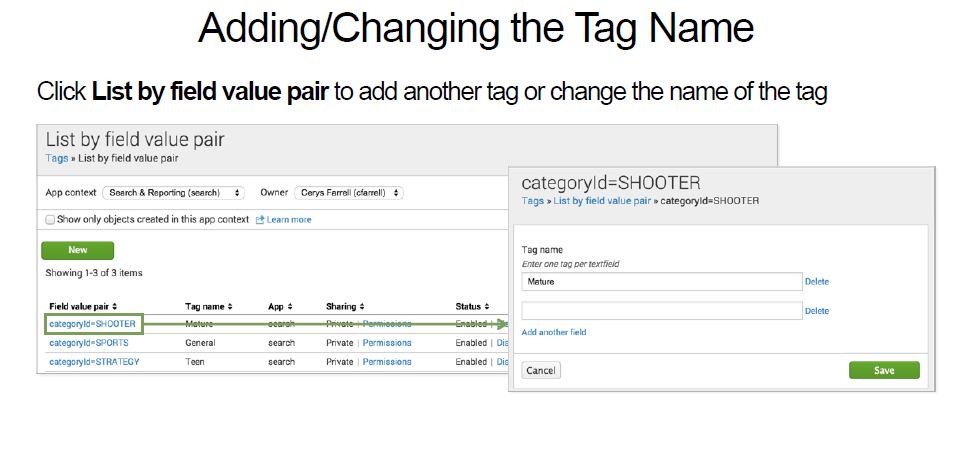 Adding/Changing the Tag Name
Click List by field value pair to add another tag or change the name of the tag
List by field value pair
Tags » List by field value pair
App context Search & Reporting (search) Owner Cerys Farrell (cfarrell)
Show only objects created in this app context Learn more
New
Showing 1-3 of 3 items
Field value pair Tag name App Sharing Status
categoryId=SHOOTER Mature search Private | Permissions Enabled | Dis
categoryId=SPORTS General search Private | Permissions Enabled | Dis
categoryId=STRATEGY Teen search Private | Permissions Enabled | Dis
categoryId=SHOOTER
Tags » List by field value pair » categoryId=SHOOTER
Tag name
Enter one tag per textfield
Mature Delete
Delete
Add another field
Cancel Save